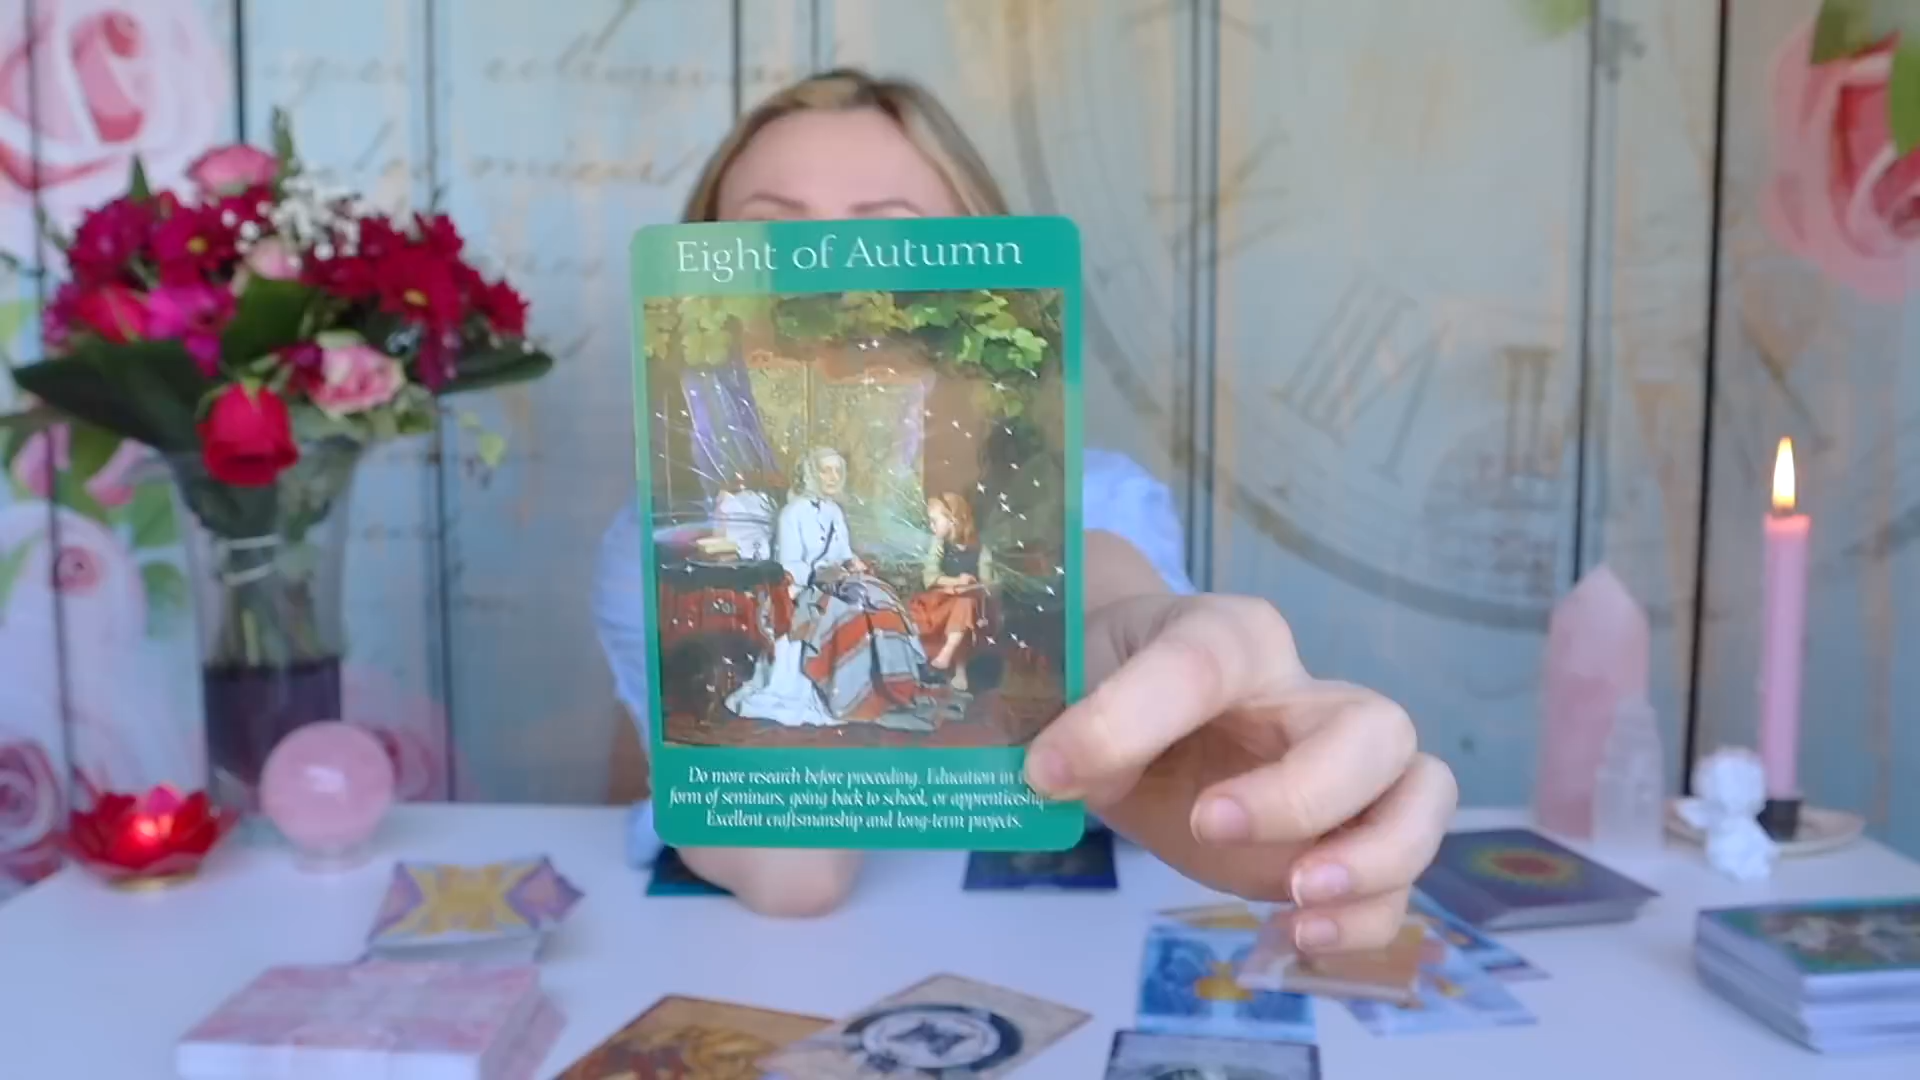 Eight of Autumn
Do more research before proceeding. Education in
form of seminars, going back to school, or apprenticeship
Excellent craftsmanship and long-term projects.